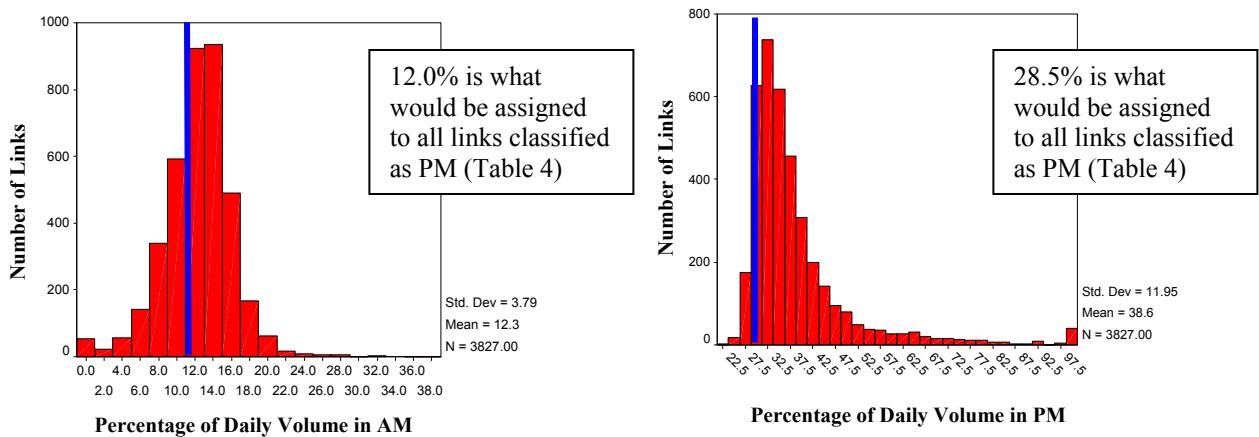 1000
800
600
400
200
0
Number of Links
12.0% is what
would be assigned
to all links classified
as PM (Table 4)
Std. Dev = 3.79
Mean = 12.3
N = 3827.00
0.0 4.0 6.0 8.0 10.0 12.0 14.0 16.0 20.0 24.0 28.0 32.0 36.0
2.0 6.0 10.0 14.0 18.0 22.0 26.0 30.0 34.0 38.0
Percentage of Daily Volume in AM
800
600
400
200
0
Number of Links
28.5% is what
would be assigned
to all links classified
as PM (Table 4)
Std. Dev = 11.95
Mean = 38.6
N = 3827.00
22.5 27.5 32.5 37.5 42.5 47.5 52.5 57.5 62.5 67.5 72.5 77.5 82.5 87.5 92.5 97.5
Percentage of Daily Volume in PM